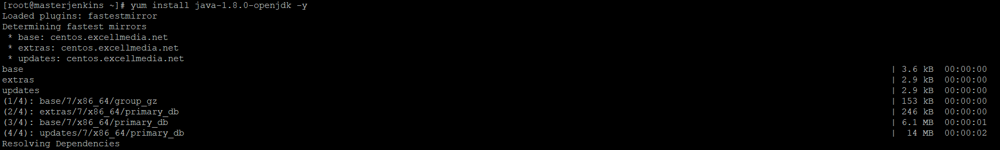 [root@masterjenkins ~]# yum install java-1.8.0-openjdk -y
Loaded plugins: fastestmirror
Determining fastest mirrors
 * base: centos.excellmedia.net
 * extras: centos.excellmedia.net
 * updates: centos.excellmedia.net
base | 3.6 kB 00:00:00
extras | 2.9 kB 00:00:00
updates | 2.9 kB 00:00:00
(1/4): base/7/x86_64/group_gz | 153 kB 00:00:00
(2/4): extras/7/x86_64/primary_db | 246 kB 00:00:00
(3/4): base/7/x86_64/primary_db | 6.1 MB 00:00:01
(4/4): updates/7/x86_64/primary_db | 14 MB 00:00:02
Resolving Dependencies